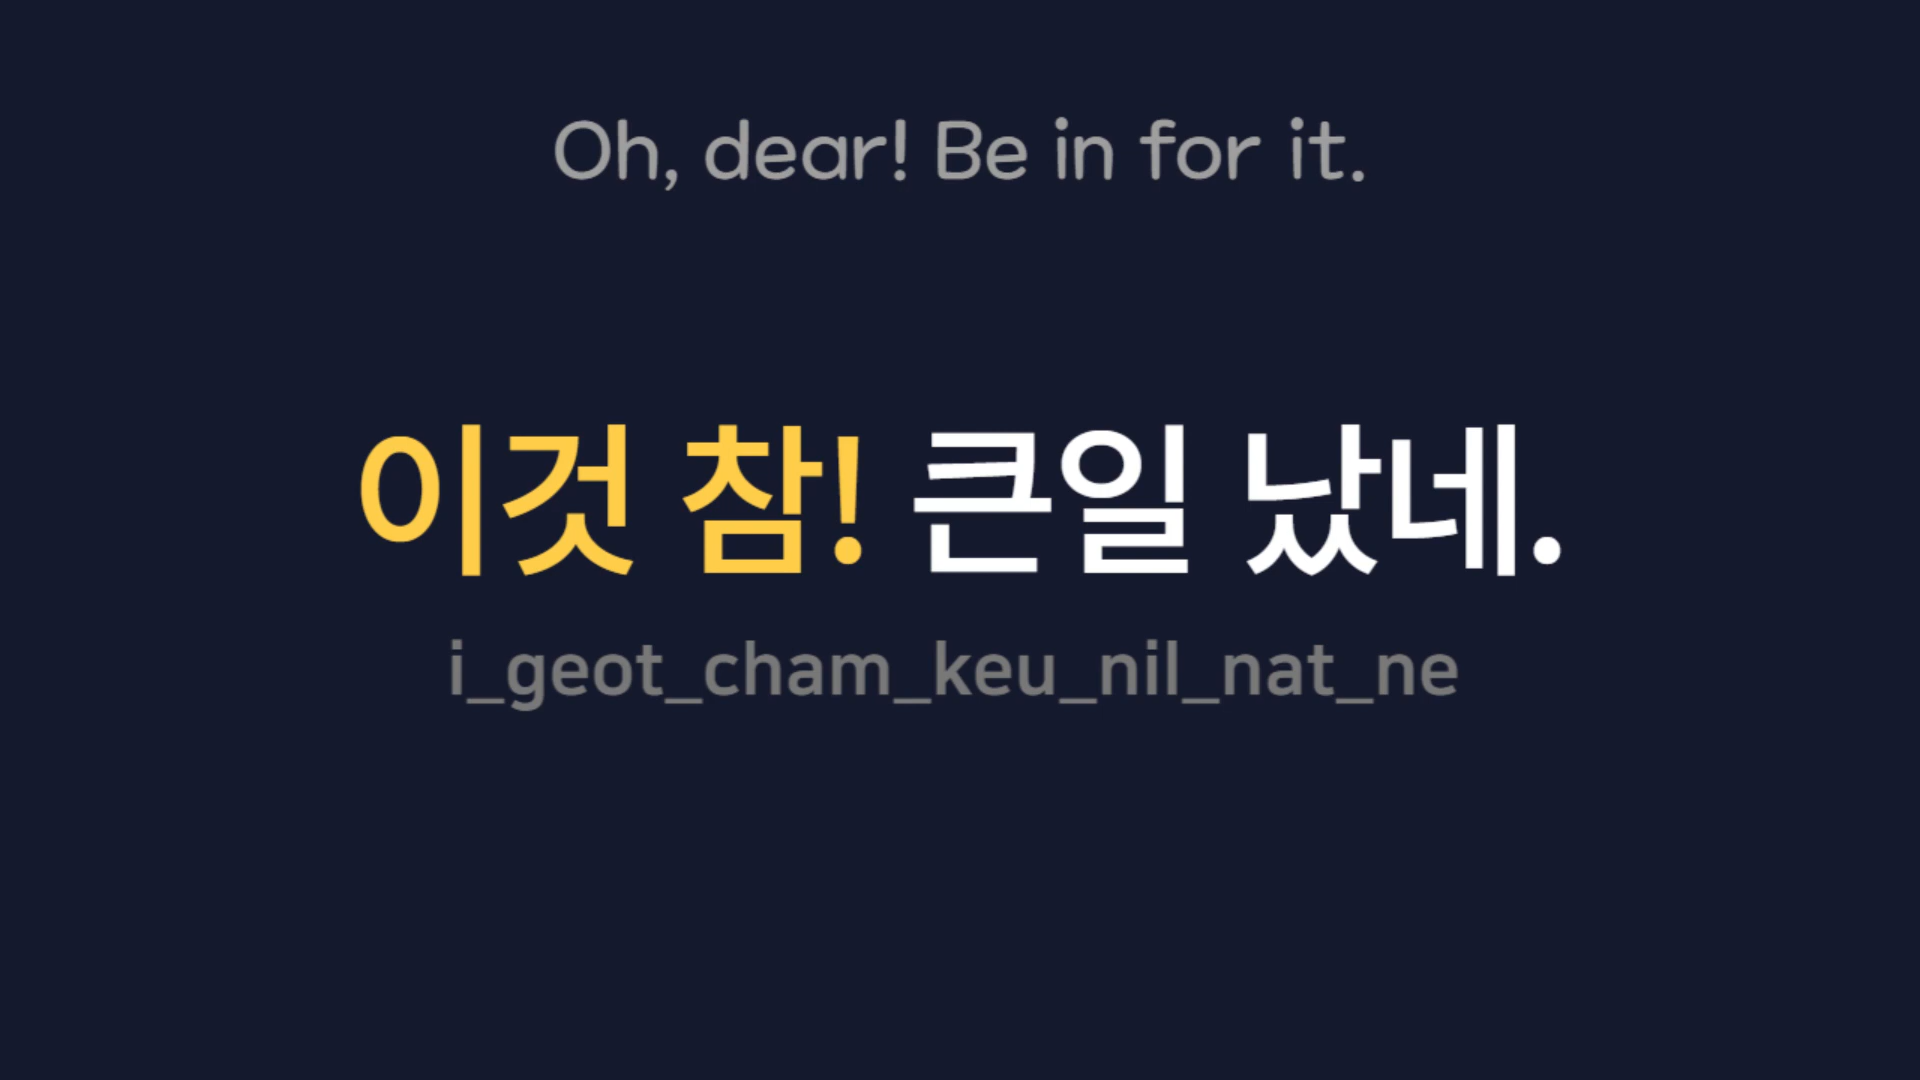 Oh, dear! Be in for it.
이것 참! 큰일 났네.
i_geot_cham_keu_nil_nat_ne